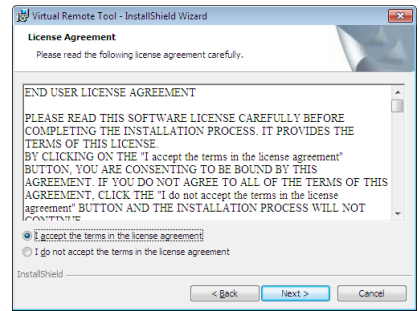 Virtual Remote Tool - InstallShield Wizard
License Agreement
Please read the following license agreement carefully.
END USER LICENSE AGREEMENT
PLEASE READ THIS SOFTWARE LICENSE CAREFULLY BEFORE
COMPLETING THE INSTALLATION PROCESS. IT PROVIDES THE
TERMS OF THIS LICENSE.
BY CLICKING ON THE "I accept the terms in the license agreement"
BUTTON, YOU ARE CONSENTING TO BE BOUND BY THIS
AGREEMENT. IF YOU DO NOT AGREE TO ALL OF THE TERMS OF THIS
AGREEMENT, CLICK THE "I do not accept the terms in the license
agreement" BUTTON AND THE INSTALLATION PROCESS WILL NOT
CONTINUE.
I accept the terms in the license agreement
I do not accept the terms in the license agreement
InstallShield
< Back Next > Cancel